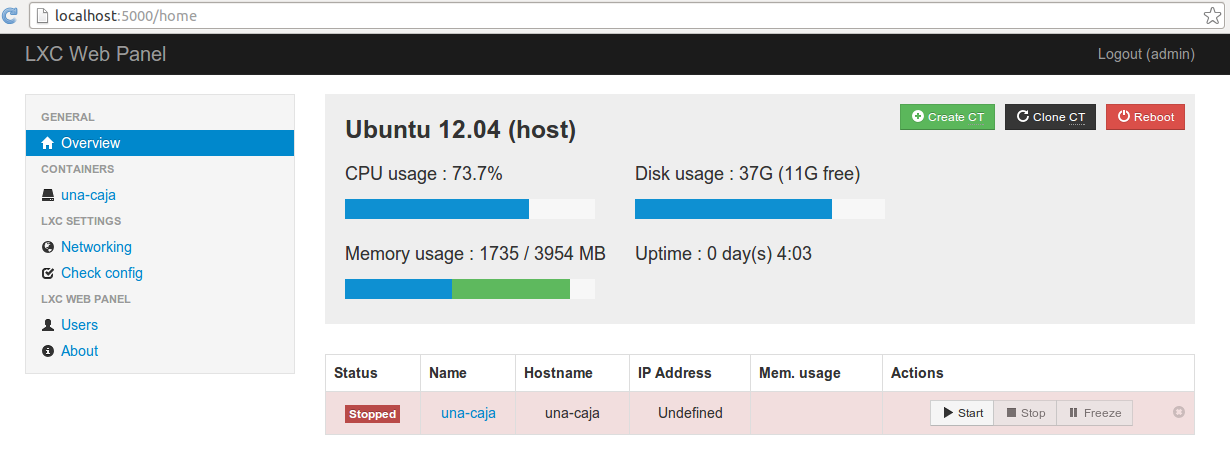 localhost:5000/home
LXC Web Panel
Logout (admin)
GENERAL
Overview
CONTAINERS
una-caja
LXC SETTINGS
Networking
Check config
LXC WEB PANEL
Users
About
Ubuntu 12.04 (host)
Create CT
Clone CT
Reboot
CPU usage : 73.7%
Disk usage : 37G (11G free)
Memory usage : 1735 / 3954 MB
Uptime : 0 day(s) 4:03
Status Name Hostname IP Address Mem. usage Actions
Stopped una-caja una-caja Undefined Start Stop Freeze